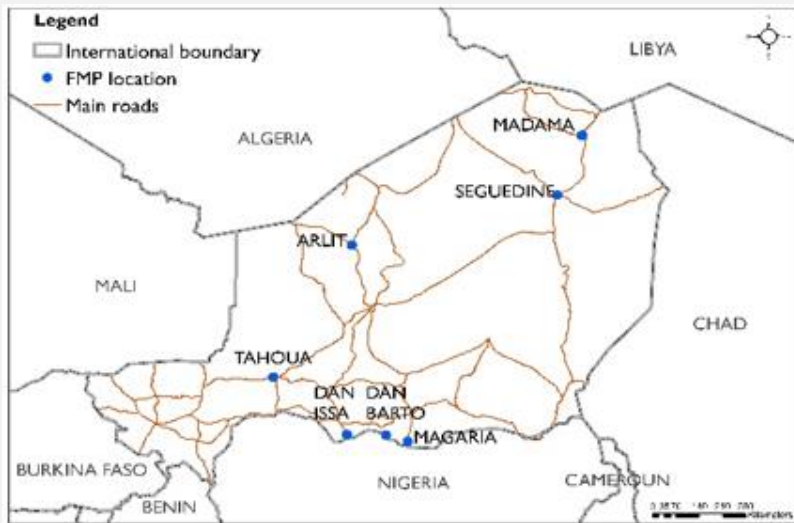 Legend
International boundary
FMP location
Main roads
LIBYA
ALGERIA
MADAMA
SEGUEDINE
ARLIT
MALI
CHAD
TAHOUA
DAN
ISSA
DAN
BARTO
MAGARIA
BURKINA FASO
NIGERIA
CAMEROUN
BENIN